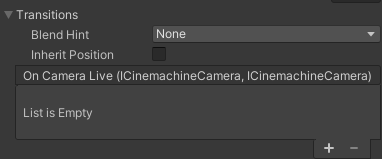 Transitions
Blend Hint None
Inherit Position
On Camera Live (ICinemachineCamera, ICinemachineCamera)
List is Empty
+ −